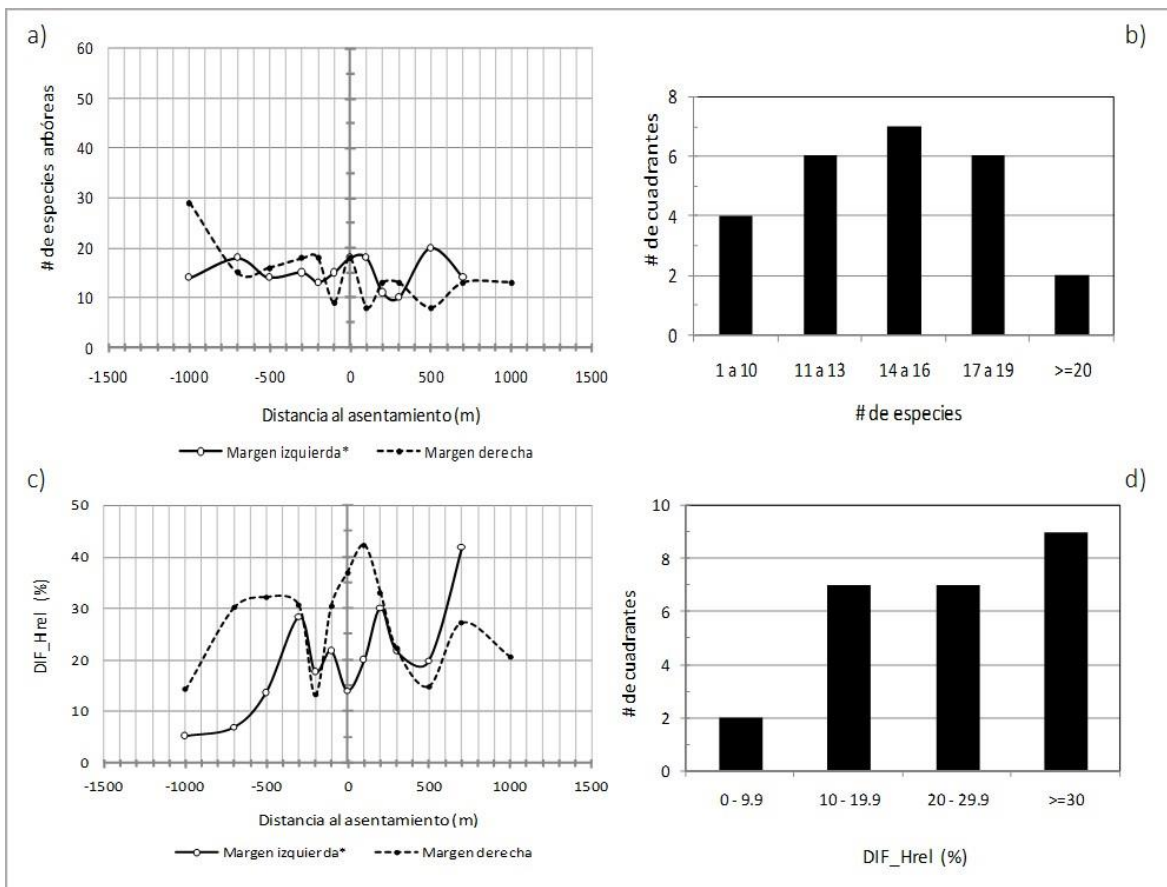 a)
# de especies arbóreas
60
50
40
30
20
10
0
-1500 -1000 -500 0 500 1000 1500
Distancia al asentamiento (m)
Margen izquierda* Margen derecha
b)
# de cuadrantes
8
6
4
2
0
1 a 10 11 a 13 14 a 16 17 a 19 >=20
# de especies
c)
DIF_Hrel (%)
50
40
30
20
10
0
-1500 -1000 -500 0 500 1000 1500
Distancia al asentamiento (m)
Margen izquierda* Margen derecha
d)
# de cuadrantes
10
8
6
4
2
0
0 - 9.9 10 - 19.9 20 - 29.9 >=30
DIF_Hrel (%)